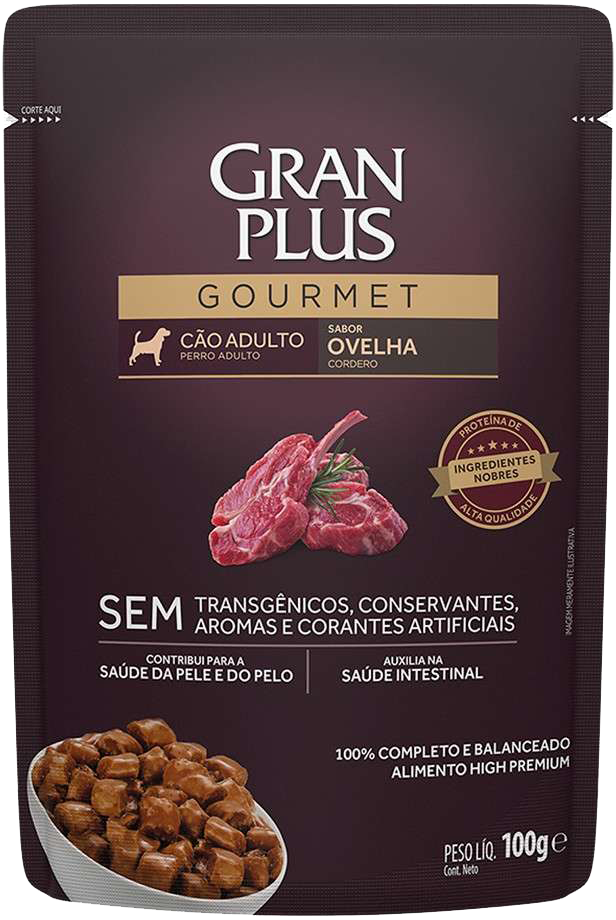 CORTE AQUI
GRAN
PLUS
GOURMET
CÃO ADULTO
PERRO ADULTO
SABOR
OVELHA
CORDERO
PROTEÍNA DE
INGREDIENTES
NOBRES
ALTA QUALIDADE
IMAGEM MERAMENTE ILUSTRATIVA
SEM TRANSGÊNICOS, CONSERVANTES,
AROMAS E CORANTES ARTIFICIAIS
CONTRIBUI PARA A
SAÚDE DA PELE E DO PELO
AUXILIA NA
SAÚDE INTESTINAL
100% COMPLETO E BALANCEADO
ALIMENTO HIGH PREMIUM
PESO LÍQ. 100g e
Cont. Neto